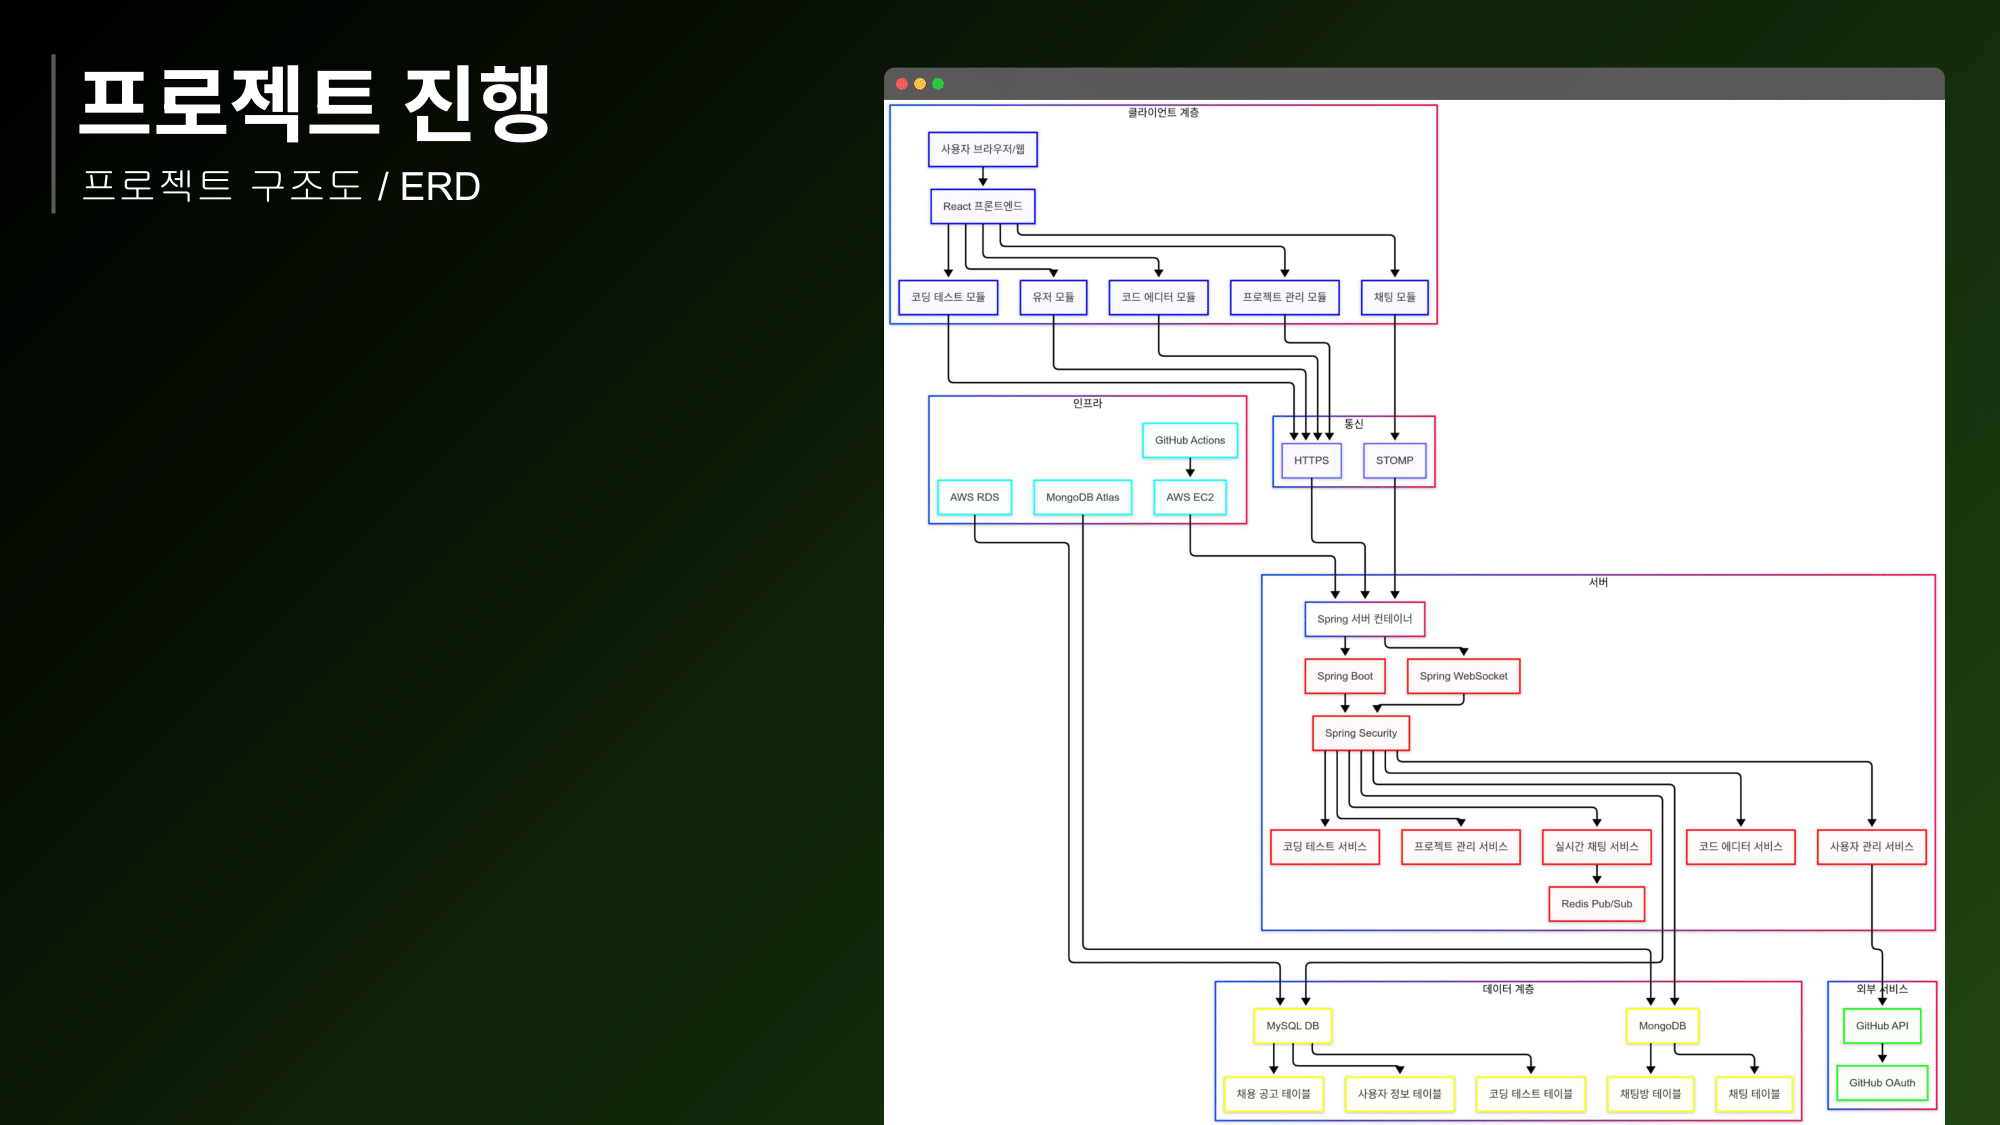 프로젝트 진행
프로젝트 구조도 / ERD
클라이언트 계층
사용자 브라우저/웹
React 프론트엔드
코딩 테스트 모듈
유저 모듈
코드 에디터 모듈
프로젝트 관리 모듈
채팅 모듈
인프라
GitHub Actions
AWS RDS
MongoDB Atlas
AWS EC2
통신
HTTPS
STOMP
서버
Spring 서버 컨테이너
Spring Boot
Spring WebSocket
Spring Security
코딩 테스트 서비스
프로젝트 관리 서비스
실시간 채팅 서비스
코드 에디터 서비스
사용자 관리 서비스
Redis Pub/Sub
데이터 계층
MySQL DB
MongoDB
채용 공고 테이블
사용자 정보 테이블
코딩 테스트 테이블
채팅방 테이블
채팅 테이블
외부 서비스
GitHub API
GitHub OAuth